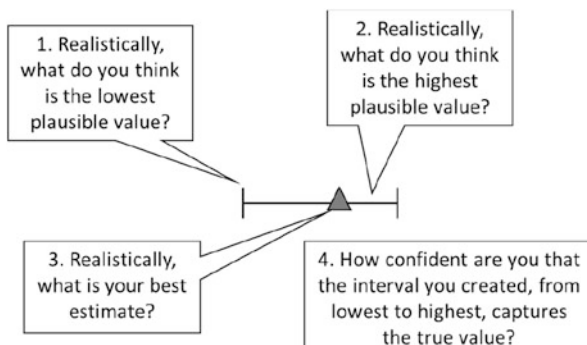 1. Realistically,
what do you think
is the lowest
plausible value?
2. Realistically,
what do you think
is the highest
plausible value?
3. Realistically,
what is your best
estimate?
4. How confident are you that
the interval you created, from
lowest to highest, captures
the true value?